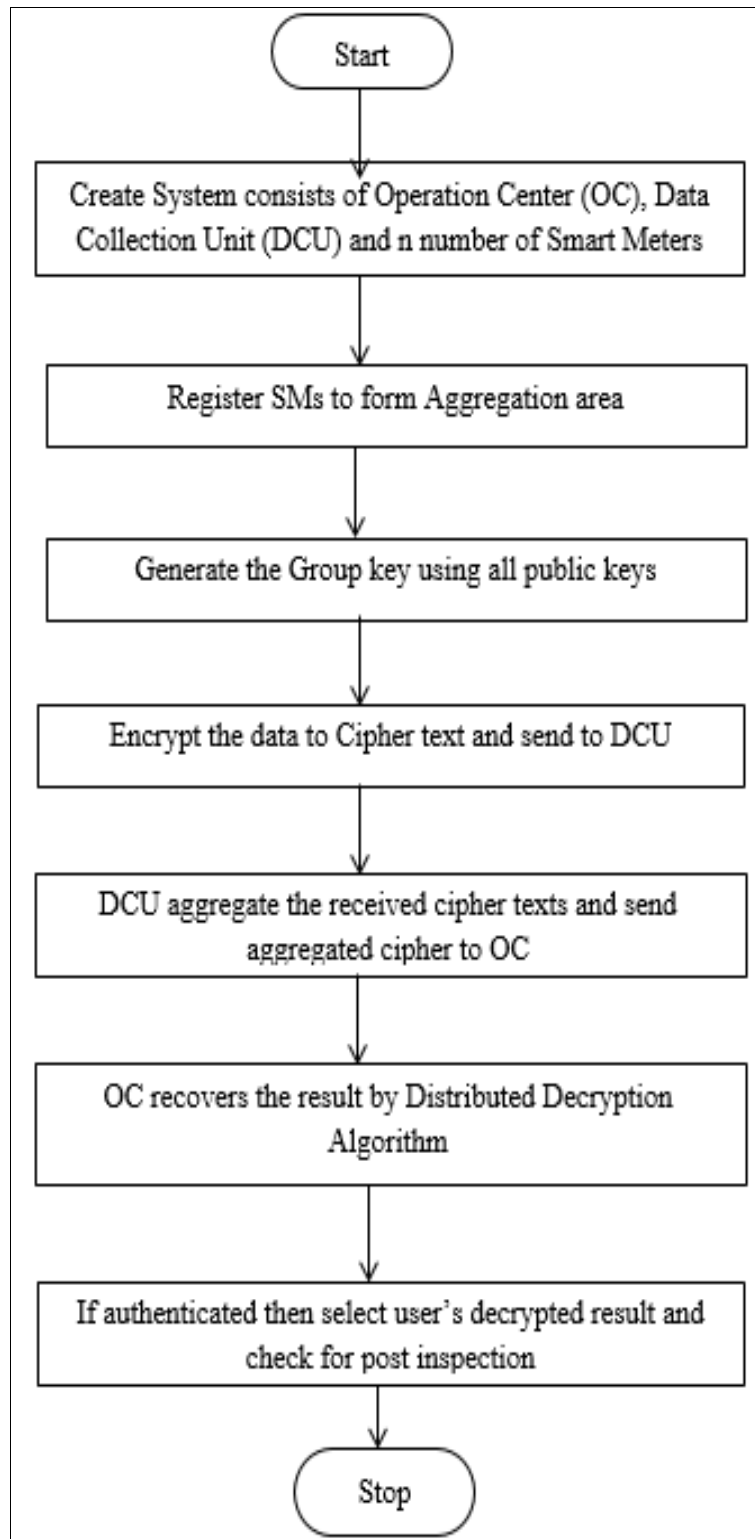 Start
Create System consists of Operation Center (OC), Data
Collection Unit (DCU) and n number of Smart Meters
Register SMs to form Aggregation area
Generate the Group key using all public keys
Encrypt the data to Cipher text and send to DCU
DCU aggregate the received cipher texts and send
aggregated cipher to OC
OC recovers the result by Distributed Decryption
Algorithm
If authenticated then select user’s decrypted result and
check for post inspection
Stop